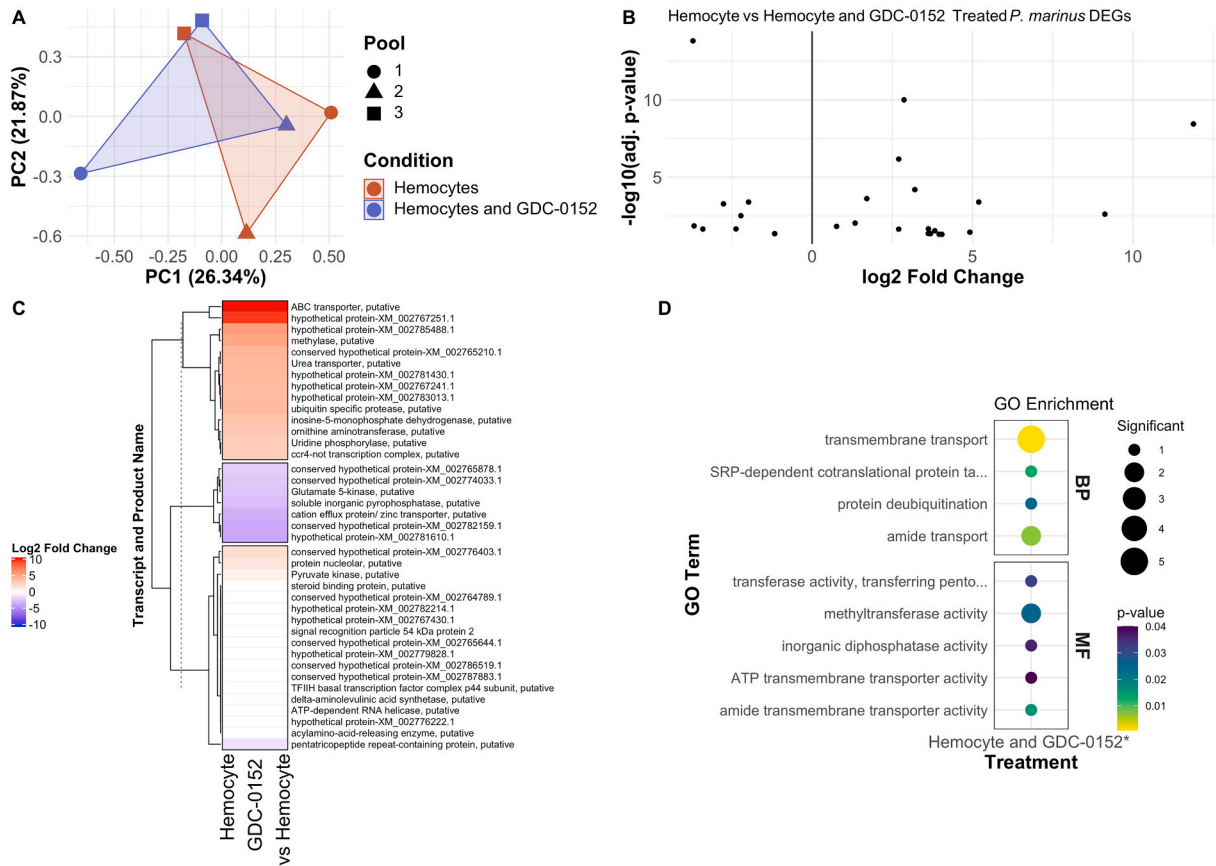 A
PC2 (21.87%)
0.3
0.0
-0.3
-0.6
-0.50
-0.25
0.00
0.25
0.50
PC1 (26.34%)
Pool
1
2
3
Condition
Hemocytes
Hemocytes and GDC-0152
B
Hemocyte vs Hemocyte and GDC-0152 Treated P. marinus DEGs
-log10(adj. p-value)
10
5
0
5
10
log2 Fold Change
C
Log2 Fold Change
10
5
0
-5
-10
Transcript and Product Name
ABC transporter, putative
hypothetical protein-XM_002767251.1
hypothetical protein-XM_002785488.1
methylase, putative
conserved hypothetical protein-XM_002765210.1
Urea transporter, putative
hypothetical protein-XM_002781430.1
hypothetical protein-XM_002767241.1
hypothetical protein-XM_002783013.1
ubiquitin specific protease, putative
inosine-5-monophosphate dehydrogenase, putative
ornithine aminotransferase, putative
Uridine phosphorylase, putative
ccr4-not transcription complex, putative
conserved hypothetical protein-XM_002765878.1
conserved hypothetical protein-XM_002774033.1
Glutamate 5-kinase, putative
soluble inorganic pyrophosphatase, putative
cation efflux protein/ zinc transporter, putative
conserved hypothetical protein-XM_002782159.1
hypothetical protein-XM_002781610.1
conserved hypothetical protein-XM_002776403.1
protein nucleolar, putative
Pyruvate kinase, putative
steroid binding protein, putative
conserved hypothetical protein-XM_002764789.1
hypothetical protein-XM_002782214.1
hypothetical protein-XM_002767430.1
signal recognition particle 54 kDa protein 2
conserved hypothetical protein-XM_002765644.1
hypothetical protein-XM_002779828.1
conserved hypothetical protein-XM_002786519.1
conserved hypothetical protein-XM_002787883.1
TFIIH basal transcription factor complex p44 subunit, putative
delta-aminolevulinic acid synthetase, putative
ATP-dependent RNA helicase, putative
hypothetical protein-XM_002776222.1
acylamino-acid-releasing enzyme, putative
pentatricopeptide repeat-containing protein, putative
Hemocyte
GDC-0152
vs Hemocyte
D
GO Enrichment
GO Term
transmembrane transport
SRP-dependent cotranslational protein ta...
protein deubiquitination
amide transport
BP
transferase activity, transferring pento...
methyltransferase activity
inorganic diphosphatase activity
ATP transmembrane transporter activity
amide transmembrane transporter activity
MF
Hemocyte and GDC-0152*
Treatment
Significant
1
2
3
4
5
p-value
0.04
0.03
0.02
0.01